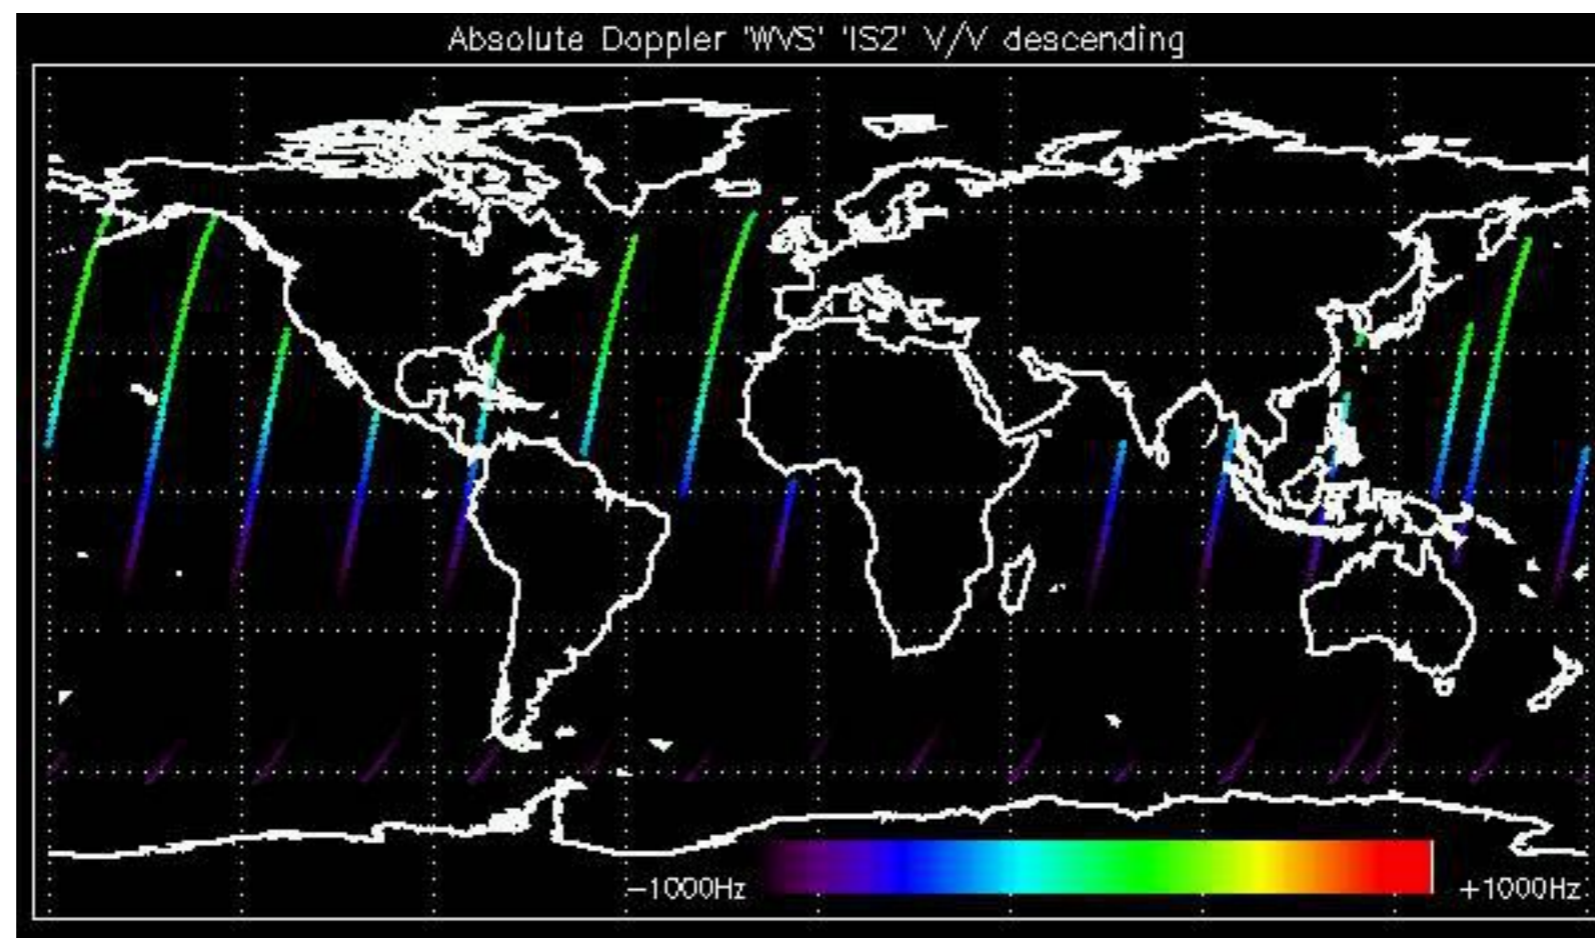 Absolute Doppler 'WVS' 'IS2' V/V descending
−1000Hz +1000Hz